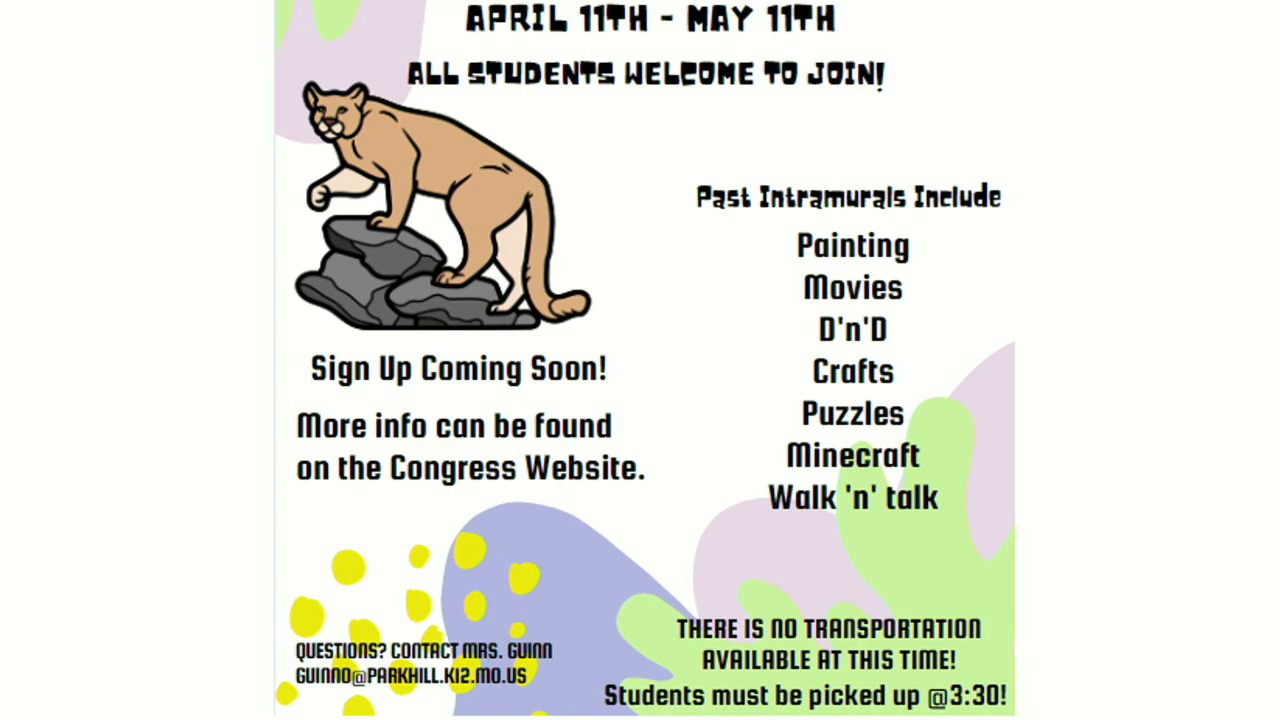 APRIL 11TH - MAY 11TH
ALL STUDENTS WELCOME TO JOIN!
Past Intramurals Include
Painting
Movies
D'n'D
Crafts
Puzzles
Minecraft
Walk 'n' talk
Sign Up Coming Soon!
More info can be found
on the Congress Website.
QUESTIONS? CONTACT MRS. GUINN
GUINNO@PARKHILL.K12.MO.US
THERE IS NO TRANSPORTATION
AVAILABLE AT THIS TIME!
Students must be picked up @3:30!